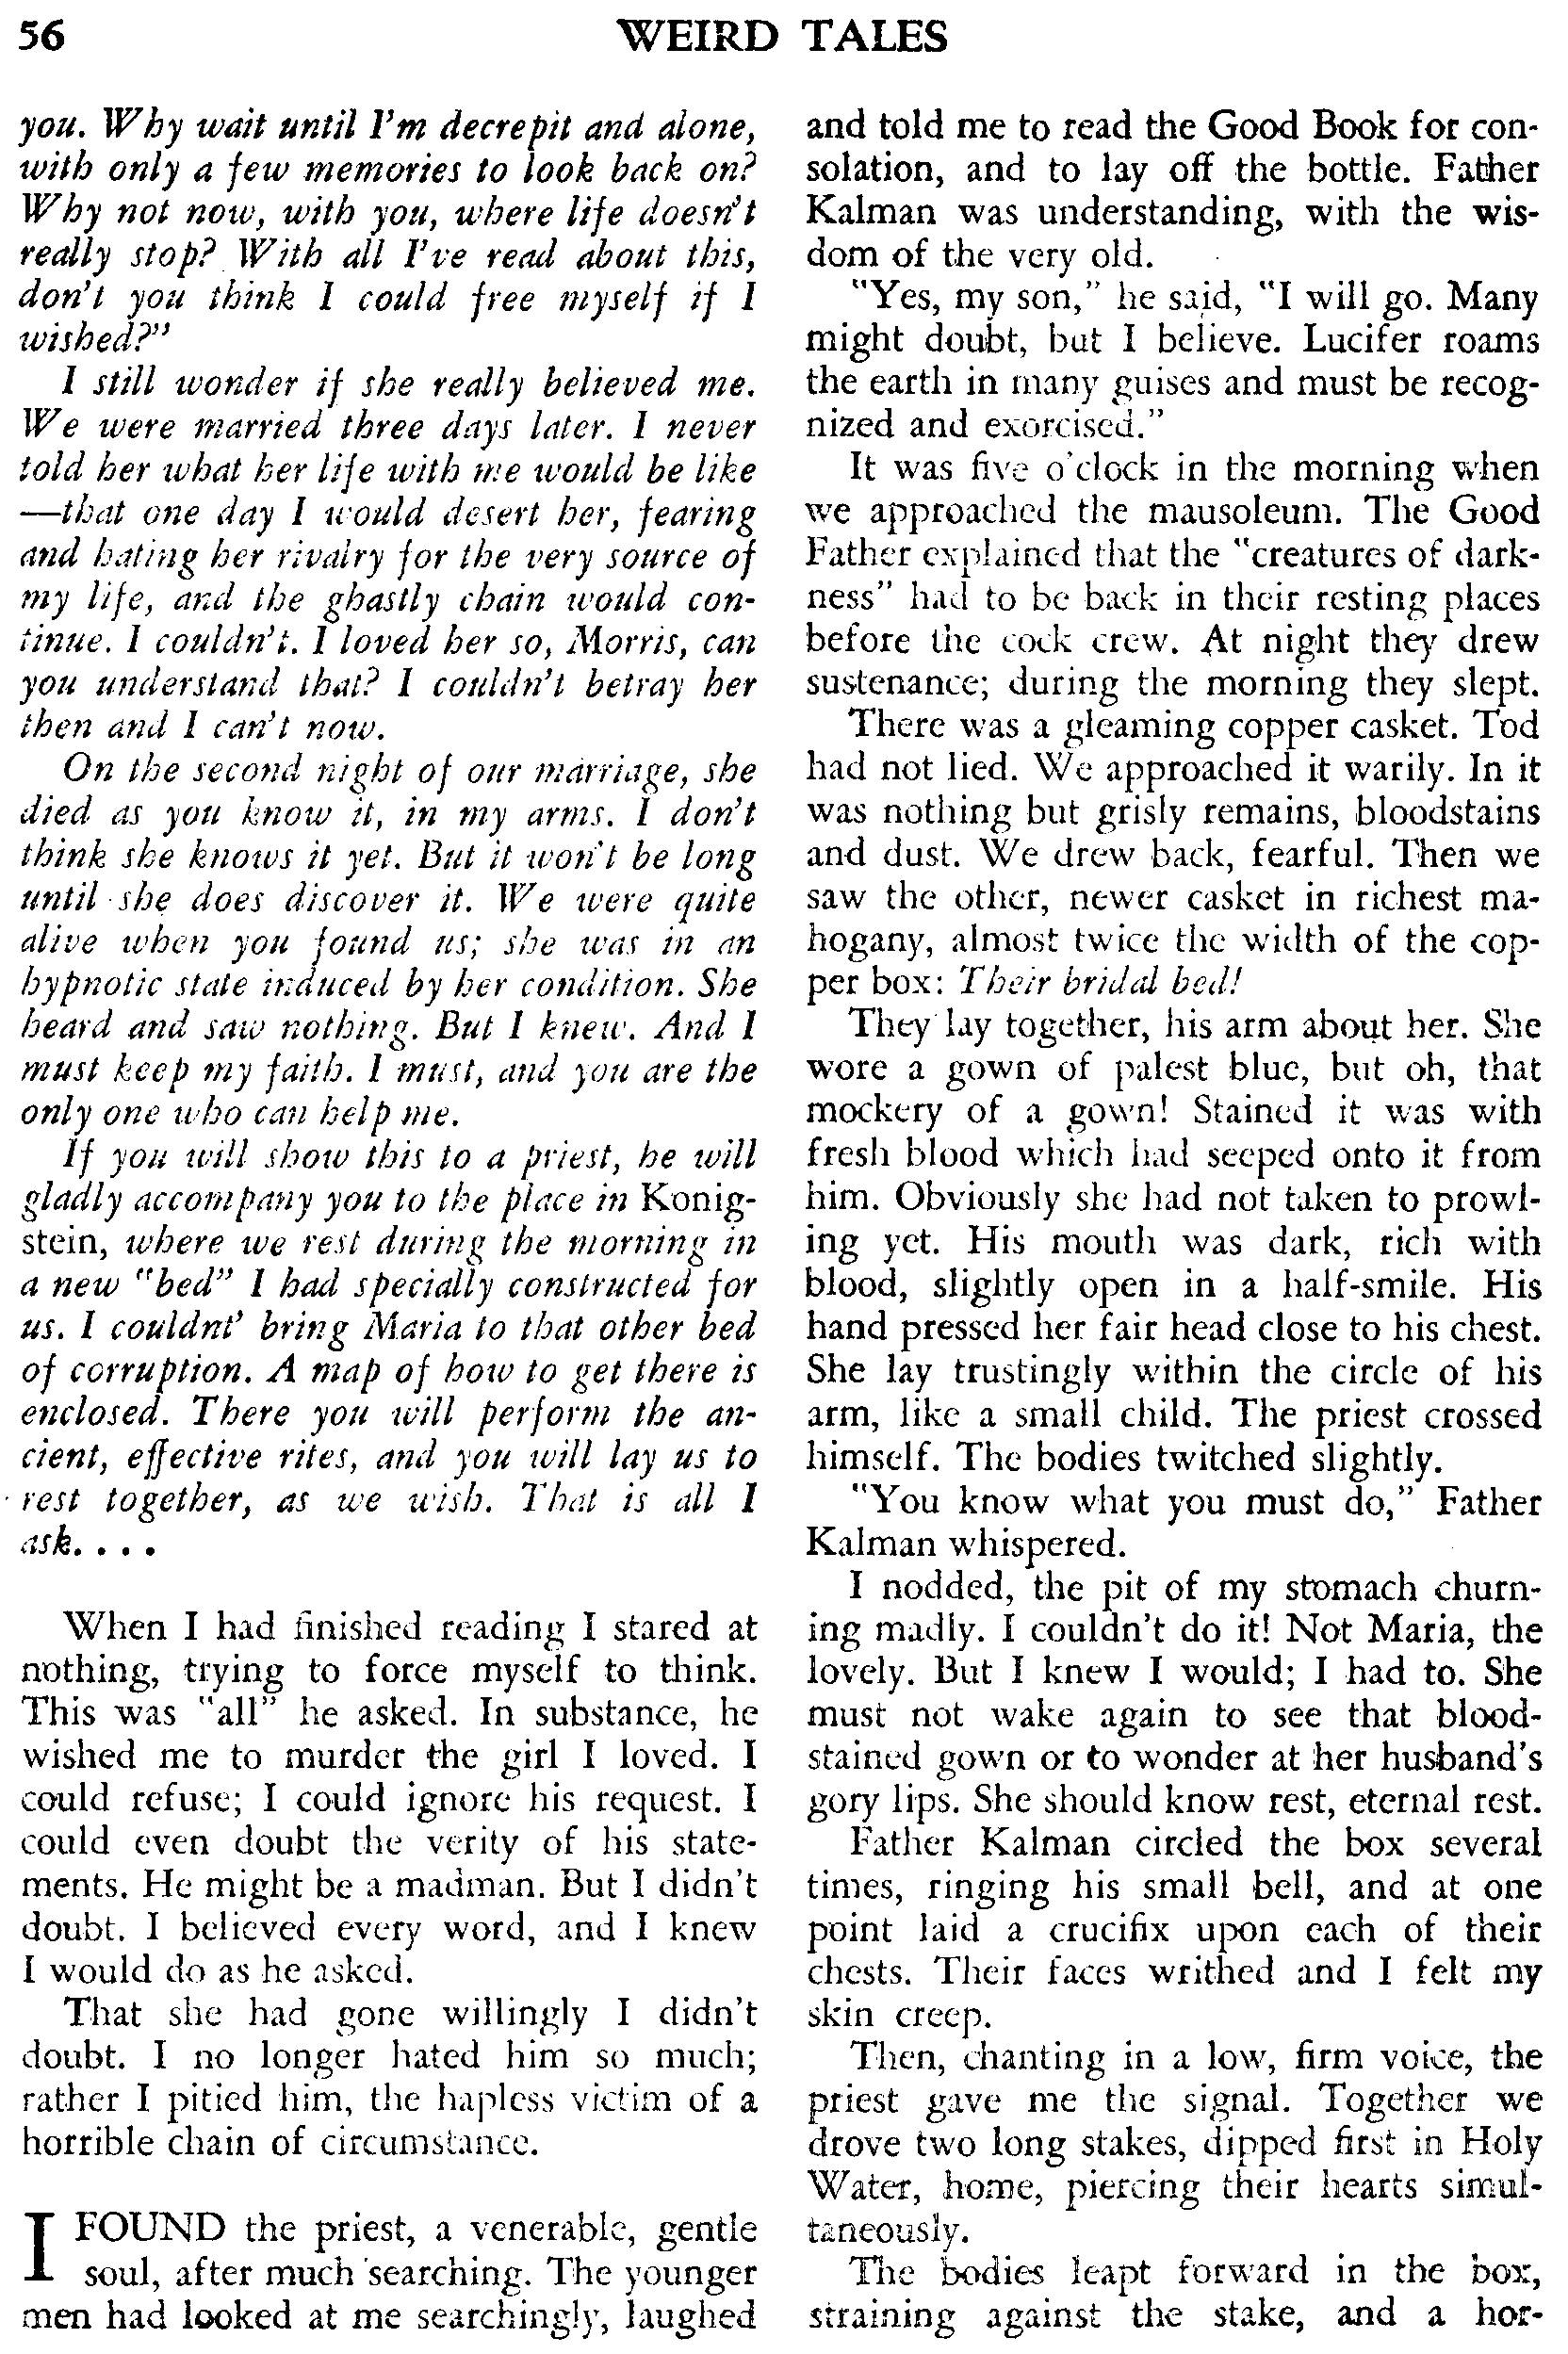 56
WEIRD TALES
you. Why wait until I'm decrepit and alone,
with only a few memories to look back on?
Why not now, with you, where life doesn't
really stop? With all I've read about this,
don't you think I could free myself if I
wished?"
I still wonder if she really believed me.
We were married three days later. I never
told her what her life with me would be like
—that one day I would desert her, fearing
and hating her rivalry for the very source of
my life, and the ghastly chain would con-
tinue. I couldn't. I loved her so, Morris, can
you understand that? I couldn't betray her
then and I can't now.
On the second night of our marriage, she
died as you know it, in my arms. I don't
think she knows it yet. But it won't be long
until she does discover it. We were quite
alive when you found us; she was in an
hypnotic state induced by her condition. She
heard and saw nothing. But I knew. And I
must keep my faith. I must, and you are the
only one who can help me.
If you will show this to a priest, he will
gladly accompany you to the place in Konig-
stein, where we rest during the morning in
a new "bed" I had specially constructed for
us. I couldnt' bring Maria to that other bed
of corruption. A map of how to get there is
enclosed. There you will perform the an-
cient, effective rites, and you will lay us to
rest together, as we wish. That is all I
ask. . . .
When I had finished reading I stared at
nothing, trying to force myself to think.
This was "all" he asked. In substance, he
wished me to murder the girl I loved. I
could refuse; I could ignore his request. I
could even doubt the verity of his state-
ments. He might be a madman. But I didn't
doubt. I believed every word, and I knew
I would do as he asked.
That she had gone willingly I didn't
doubt. I no longer hated him so much;
rather I pitied him, the hapless victim of a
horrible chain of circumstance.
I FOUND the priest, a venerable, gentle
soul, after much searching. The younger
men had looked at me searchingly, laughed
and told me to read the Good Book for con-
solation, and to lay off the bottle. Father
Kalman was understanding, with the wis-
dom of the very old.
"Yes, my son," he said, "I will go. Many
might doubt, but I believe. Lucifer roams
the earth in many guises and must be recog-
nized and exorcised."
It was five o'clock in the morning when
we approached the mausoleum. The Good
Father explained that the "creatures of dark-
ness" had to be back in their resting places
before the cock crew. At night they drew
sustenance; during the morning they slept.
There was a gleaming copper casket. Tod
had not lied. We approached it warily. In it
was nothing but grisly remains, bloodstains
and dust. We drew back, fearful. Then we
saw the other, newer casket in richest ma-
hogany, almost twice the width of the cop-
per box: Their bridal bed!
They lay together, his arm about her. She
wore a gown of palest blue, but oh, that
mockery of a gown! Stained it was with
fresh blood which had seeped onto it from
him. Obviously she had not taken to prowl-
ing yet. His mouth was dark, rich with
blood, slightly open in a half-smile. His
hand pressed her fair head close to his chest.
She lay trustingly within the circle of his
arm, like a small child. The priest crossed
himself. The bodies twitched slightly.
"You know what you must do," Father
Kalman whispered.
I nodded, the pit of my stomach churn-
ing madly. I couldn't do it! Not Maria, the
lovely. But I knew I would; I had to. She
must not wake again to see that blood-
stained gown or to wonder at her husband's
gory lips. She should know rest, eternal rest.
Father Kalman circled the box several
times, ringing his small bell, and at one
point laid a crucifix upon each of their
chests. Their faces writhed and I felt my
skin creep.
Then, chanting in a low, firm voice, the
priest gave me the signal. Together we
drove two long stakes, dipped first in Holy
Water, home, piercing their hearts simul-
taneously.
The bodies leapt forward in the box,
straining against the stake, and a hor-